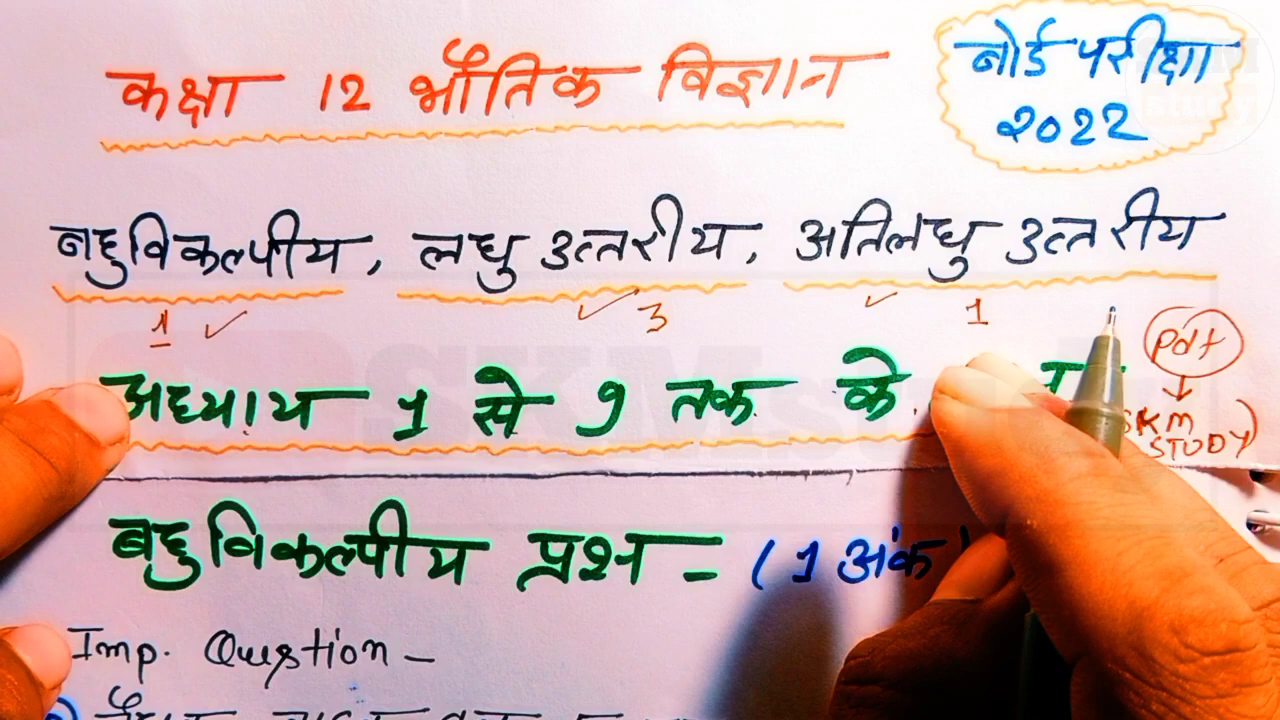 कक्षा 12 भौतिक विज्ञान
बोर्ड परीक्षा
2022
बहुविकल्पीय, लघु उत्तरीय, अतिलघु उत्तरीय
1 3 1
pdf
SKM
STUDY)
अध्याय 1 से 9 तक के
बहुविकल्पीय प्रश्न - (1 अंक)
Imp. Question -